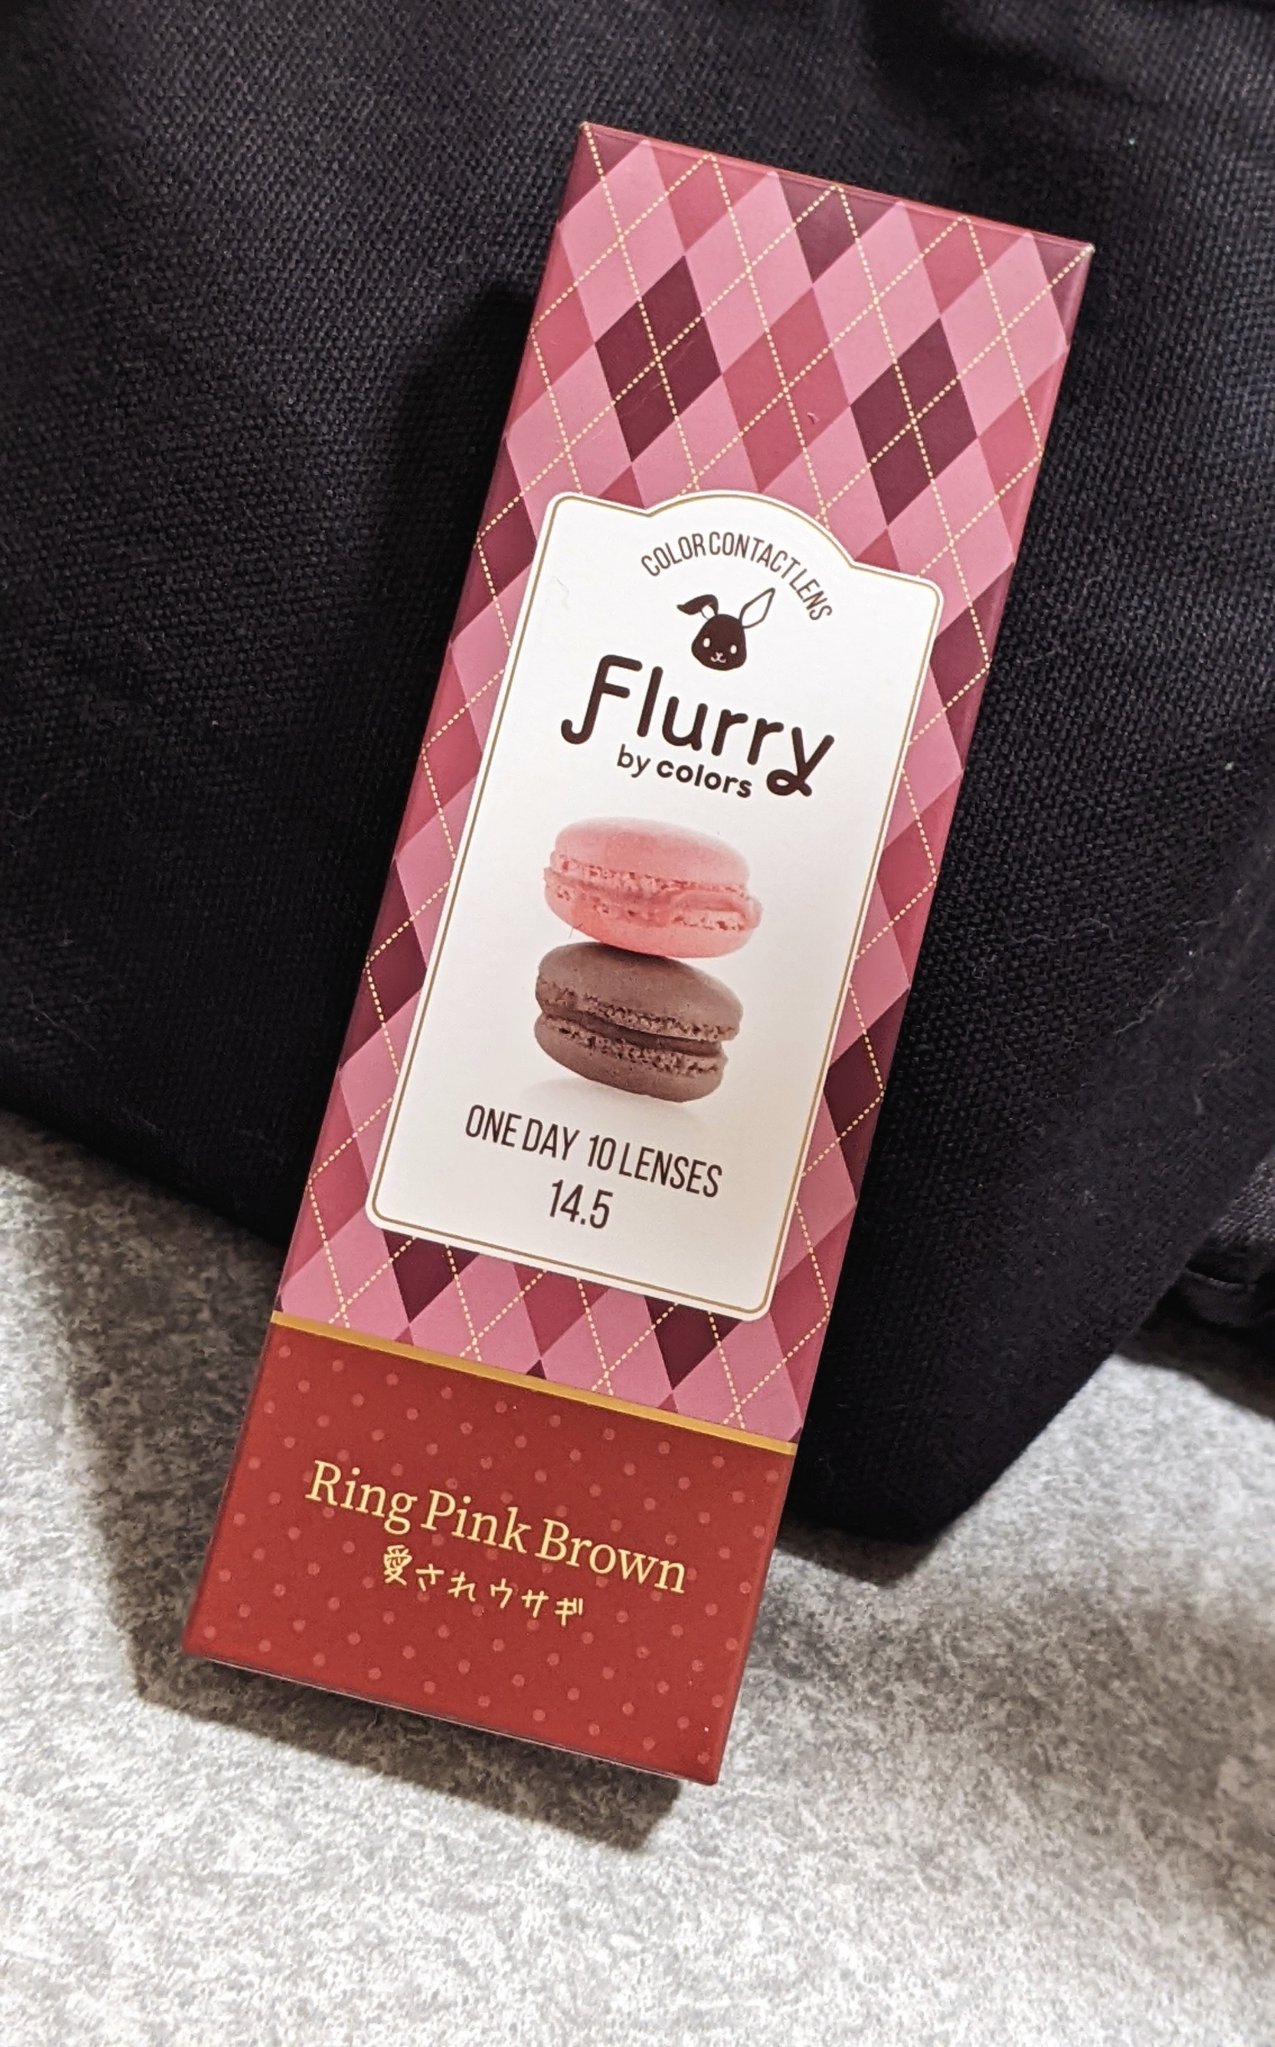 COLOR CONTACT LENS
Flurry
by colors
ONE DAY 10 LENSES
14.5
Ring Pink Brown
愛されウサギ